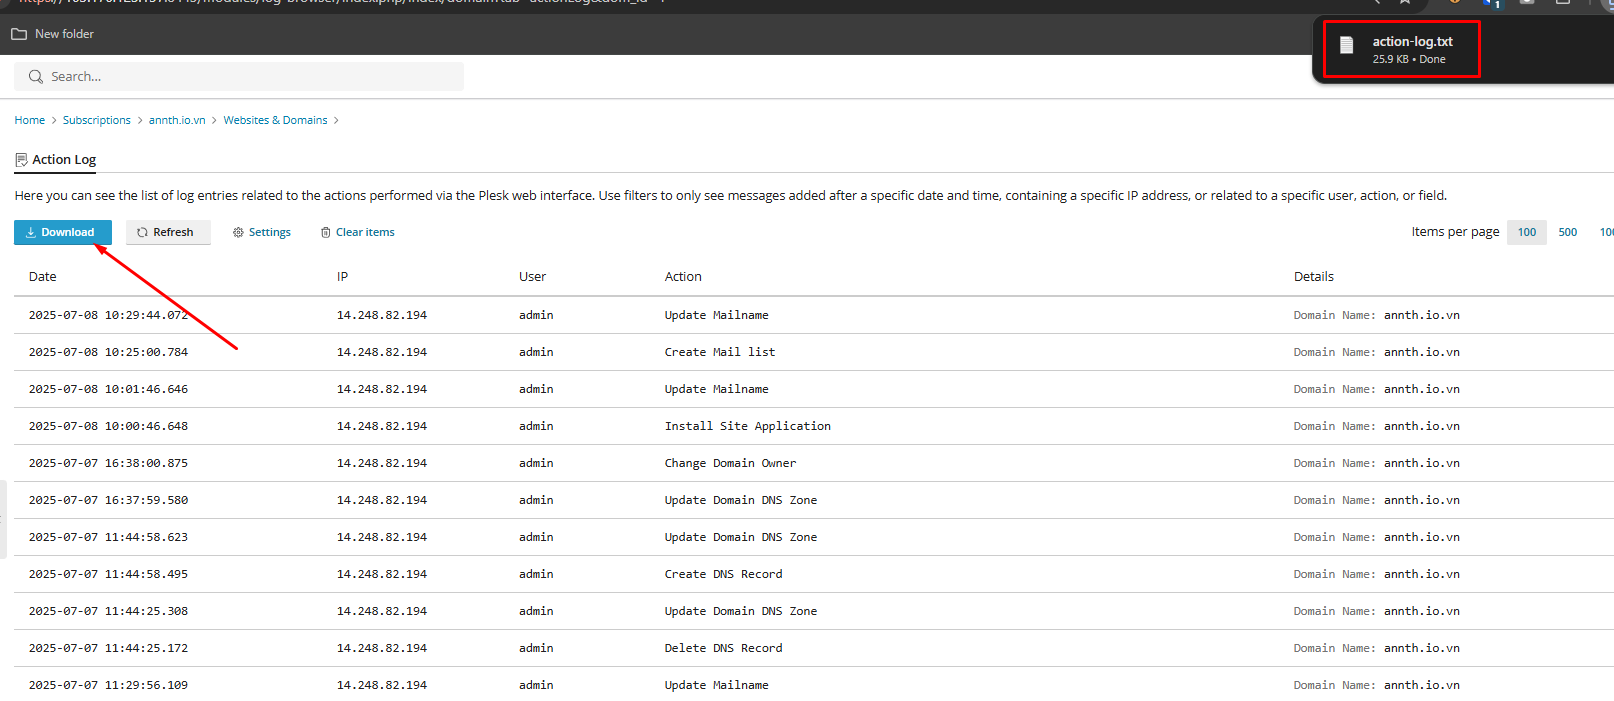 New folder
action-log.txt
25.9 KB • Done
Search...
Home > Subscriptions > annth.io.vn > Websites & Domains >
Action Log
Here you can see the list of log entries related to the actions performed via the Plesk web interface. Use filters to only see messages added after a specific date and time, containing a specific IP address, or related to a specific user, action, or field.
Download Refresh Settings Clear items Items per page 100 500
Date IP User Action Details
2025-07-08 10:29:44.072 14.248.82.194 admin Update Mailname Domain Name: annth.io.vn
2025-07-08 10:25:00.784 14.248.82.194 admin Create Mail list Domain Name: annth.io.vn
2025-07-08 10:01:46.646 14.248.82.194 admin Update Mailname Domain Name: annth.io.vn
2025-07-08 10:00:46.648 14.248.82.194 admin Install Site Application Domain Name: annth.io.vn
2025-07-07 16:38:00.875 14.248.82.194 admin Change Domain Owner Domain Name: annth.io.vn
2025-07-07 16:37:59.580 14.248.82.194 admin Update Domain DNS Zone Domain Name: annth.io.vn
2025-07-07 11:44:58.623 14.248.82.194 admin Update Domain DNS Zone Domain Name: annth.io.vn
2025-07-07 11:44:58.495 14.248.82.194 admin Create DNS Record Domain Name: annth.io.vn
2025-07-07 11:44:25.308 14.248.82.194 admin Update Domain DNS Zone Domain Name: annth.io.vn
2025-07-07 11:44:25.172 14.248.82.194 admin Delete DNS Record Domain Name: annth.io.vn
2025-07-07 11:29:56.109 14.248.82.194 admin Update Mailname Domain Name: annth.io.vn